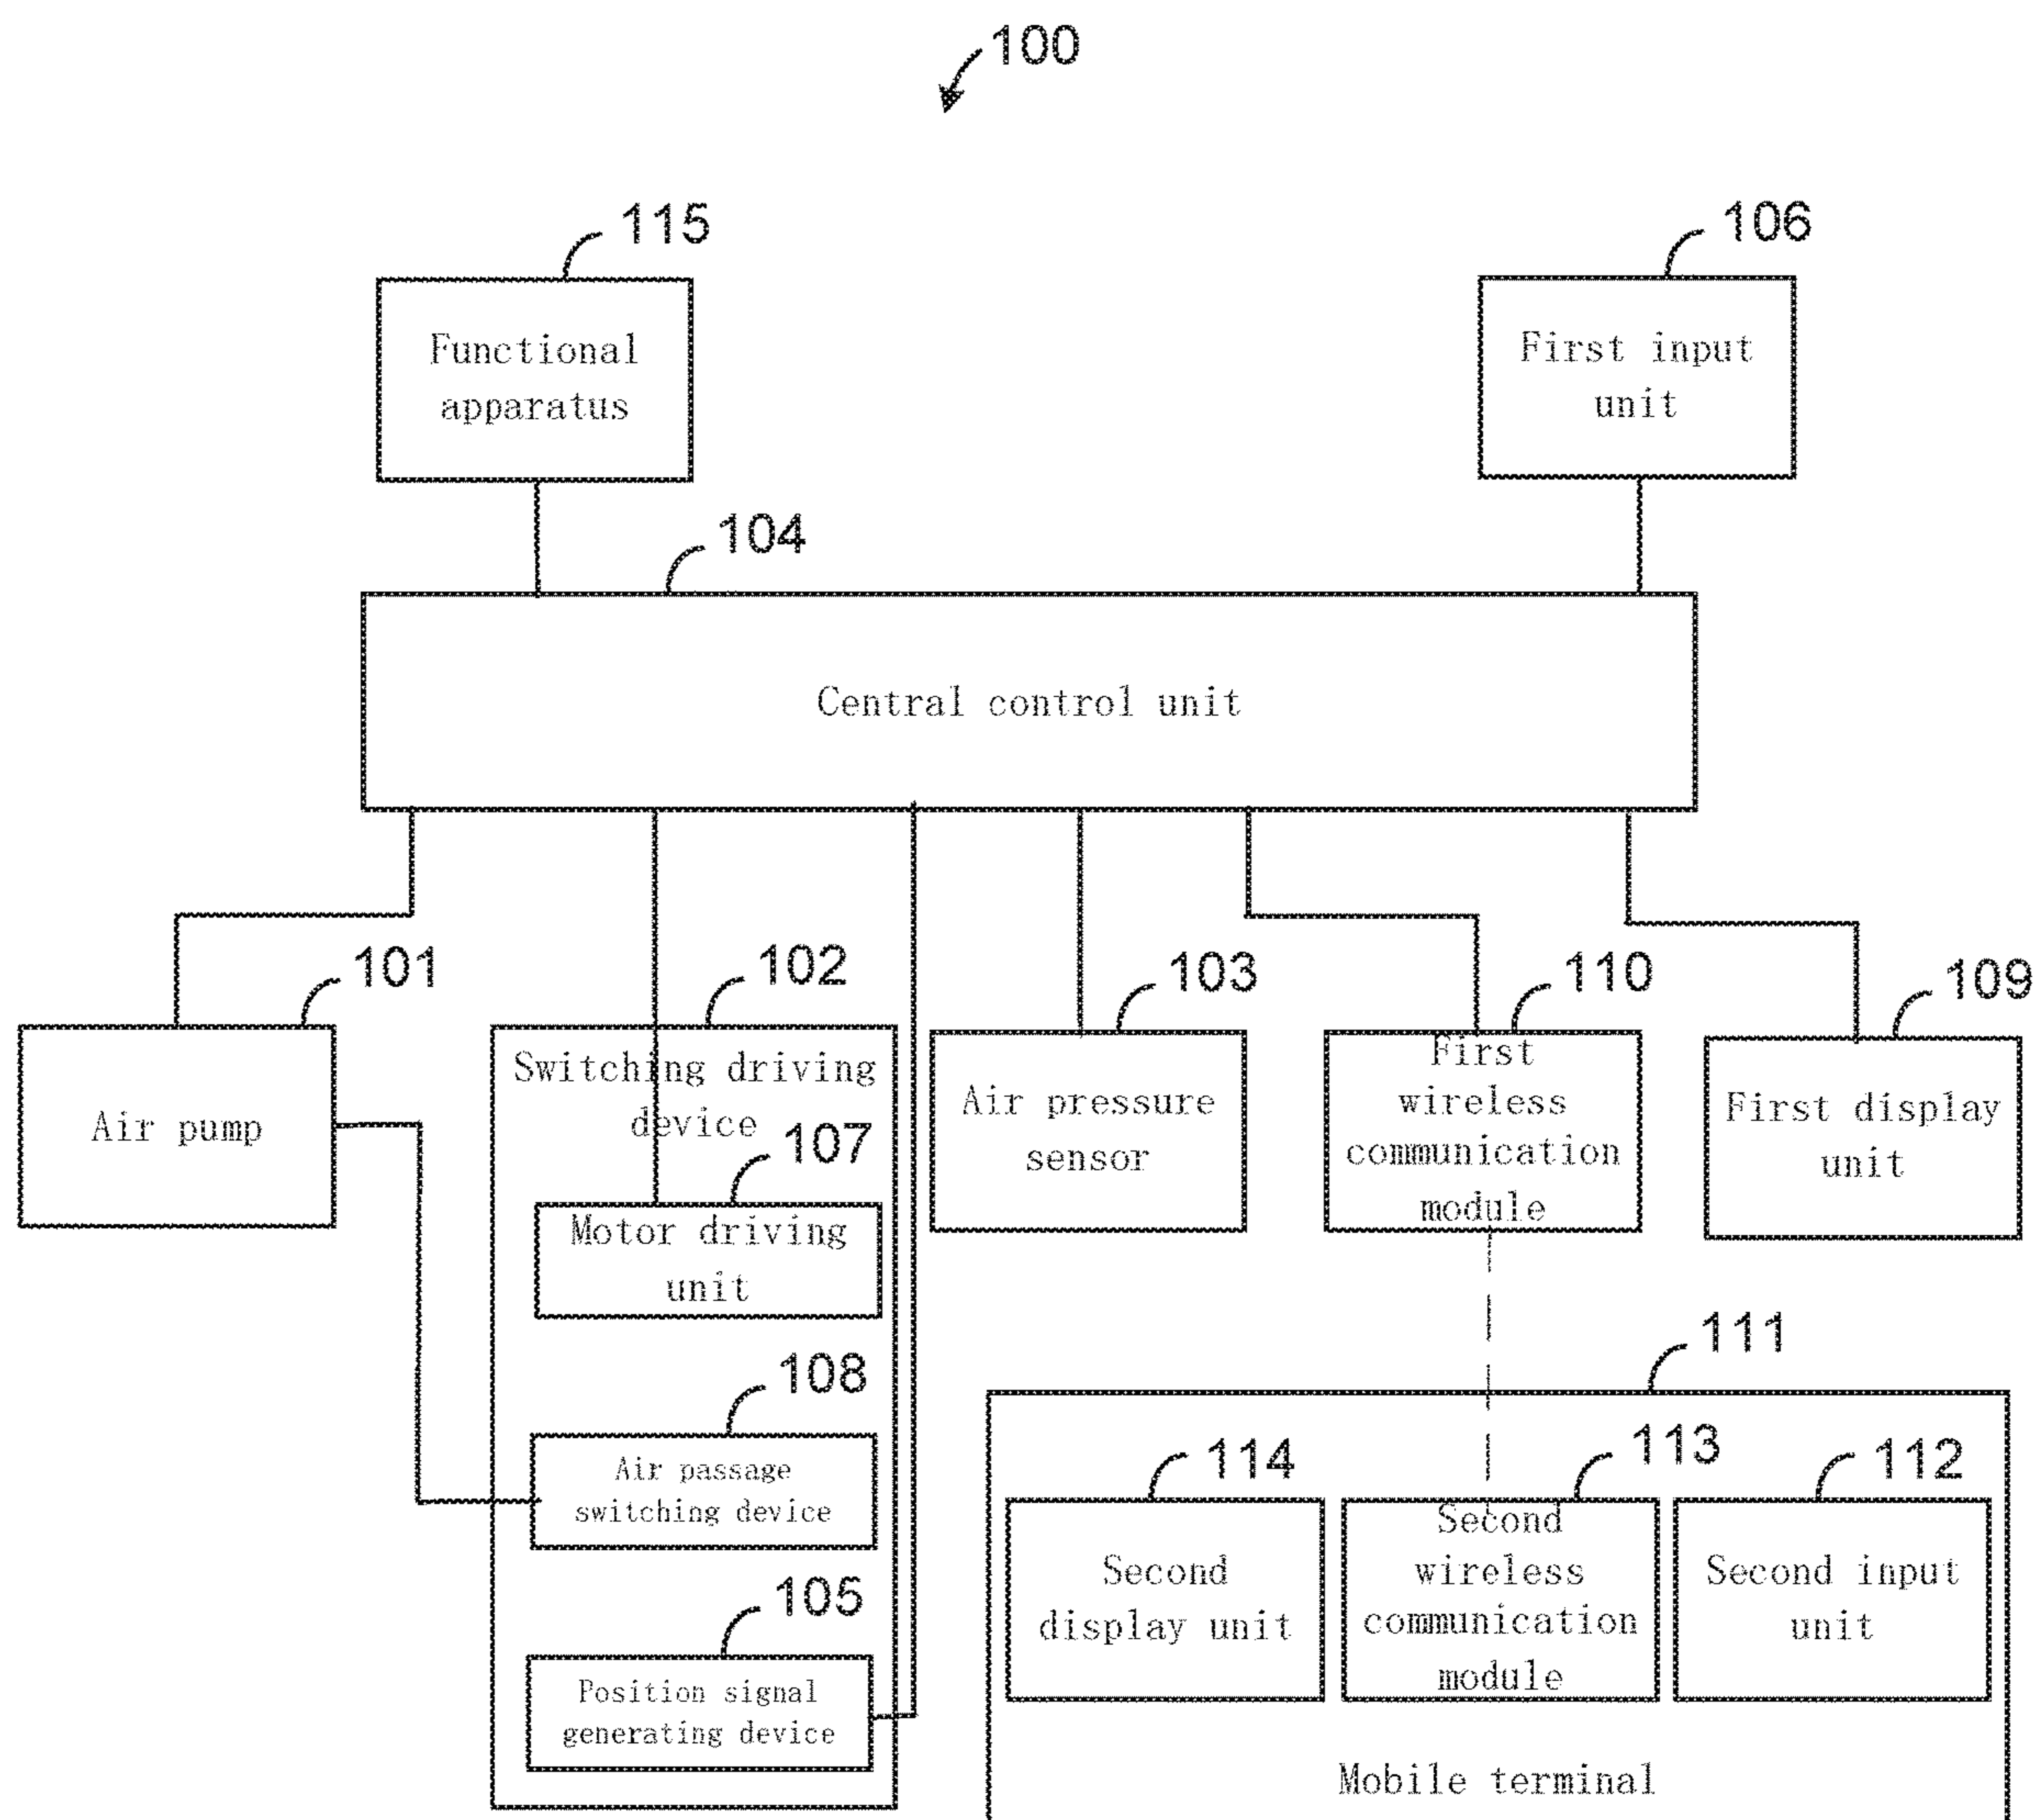 100
115
106
Functional
apparatus
First input
unit
104
Central control unit
101
102
103
110
109
Air pump
Switching driving
device
107
Motor driving
unit
Air pressure
sensor
First
wireless
communication
module
First display
unit
108
Air passage
switching device
105
Position signal
generating device
111
114
113
112
Second
display unit
Second
wireless
communication
module
Second input
unit
Mobile terminal